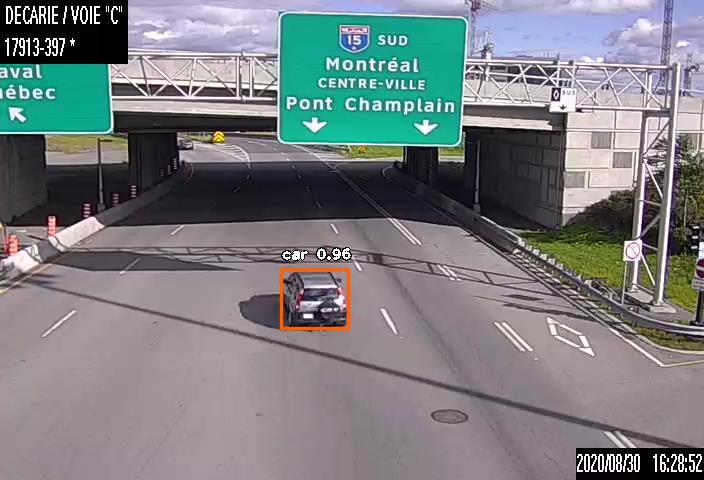 DECARIE / VOIE "C"
17913-397 *
aval
uébec
15 SUD
Montréal
CENTRE-VILLE
Pont Champlain
BUS
car 0.96
2020/08/30 16:28:52